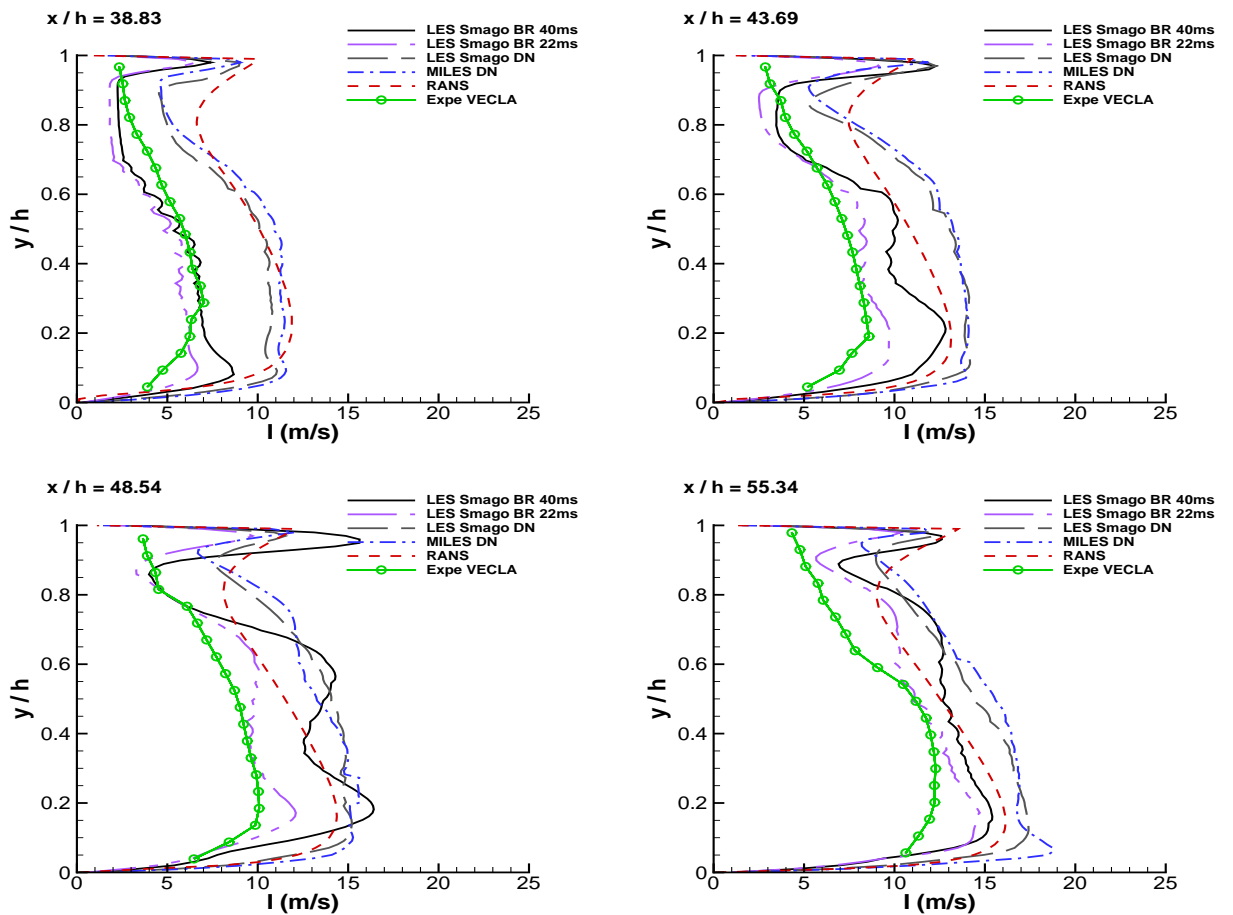 x / h = 38.83
LES Smago BR 40ms
LES Smago BR 22ms
LES Smago DN
MILES DN
RANS
Expe VECLA
y / h
1
0.8
0.6
0.4
0.2
0
0 5 10 15 20 25
I (m/s)
x / h = 43.69
LES Smago BR 40ms
LES Smago BR 22ms
LES Smago DN
MILES DN
RANS
Expe VECLA
y / h
1
0.8
0.6
0.4
0.2
0
0 5 10 15 20 25
I (m/s)
x / h = 48.54
LES Smago BR 40ms
LES Smago BR 22ms
LES Smago DN
MILES DN
RANS
Expe VECLA
y / h
1
0.8
0.6
0.4
0.2
0
0 5 10 15 20 25
I (m/s)
x / h = 55.34
LES Smago BR 40ms
LES Smago BR 22ms
LES Smago DN
MILES DN
RANS
Expe VECLA
y / h
1
0.8
0.6
0.4
0.2
0
0 5 10 15 20 25
I (m/s)